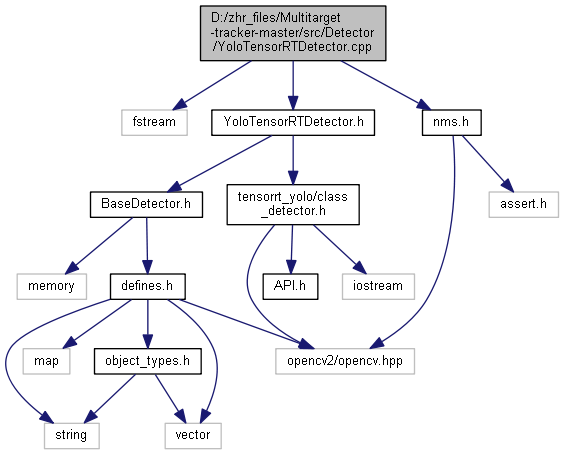 D:/zhr_files/Multitarget
-tracker-master/src/Detector
/YoloTensorRTDetector.cpp
fstream
YoloTensorRTDetector.h
nms.h
BaseDetector.h
tensorrt_yolo/class
_detector.h
assert.h
memory
defines.h
API.h
iostream
map
object_types.h
opencv2/opencv.hpp
string
vector